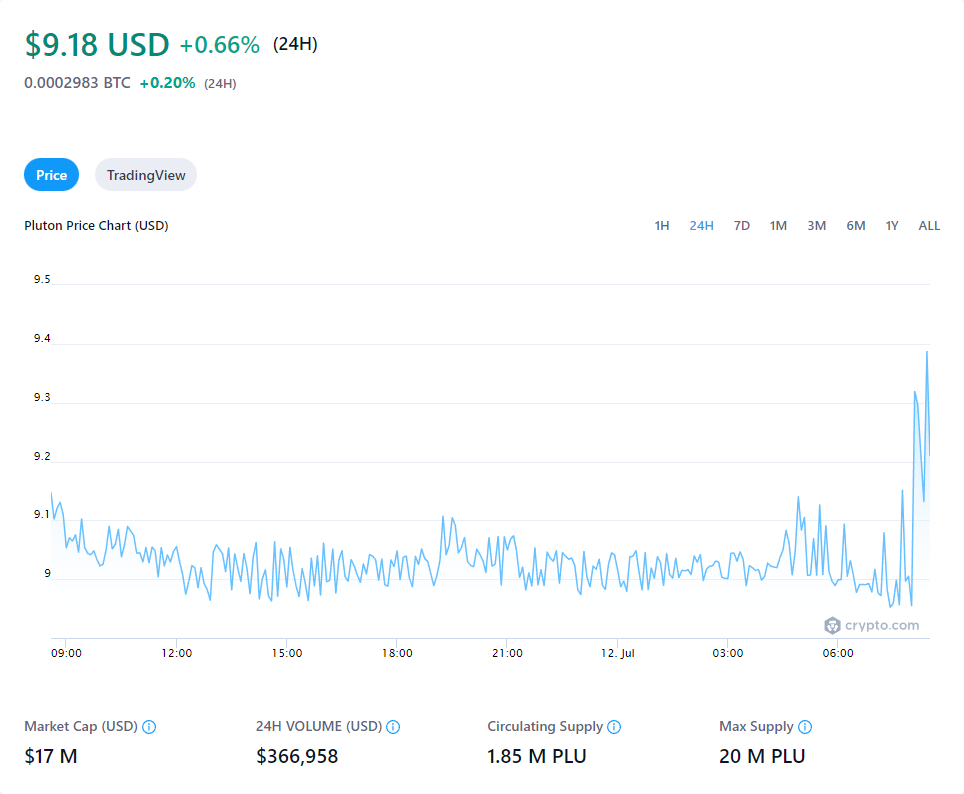 $9.18 USD +0.66% (24H)
0.0002983 BTC +0.20% (24H)
Price TradingView
Pluton Price Chart (USD)
1H 24H 7D 1M 3M 6M 1Y ALL
9.5
9.4
9.3
9.2
9.1
9
crypto.com
09:00 12:00 15:00 18:00 21:00 12. Jul 03:00 06:00
Market Cap (USD) 24H VOLUME (USD) Circulating Supply Max Supply
$17 M $366,958 1.85 M PLU 20 M PLU